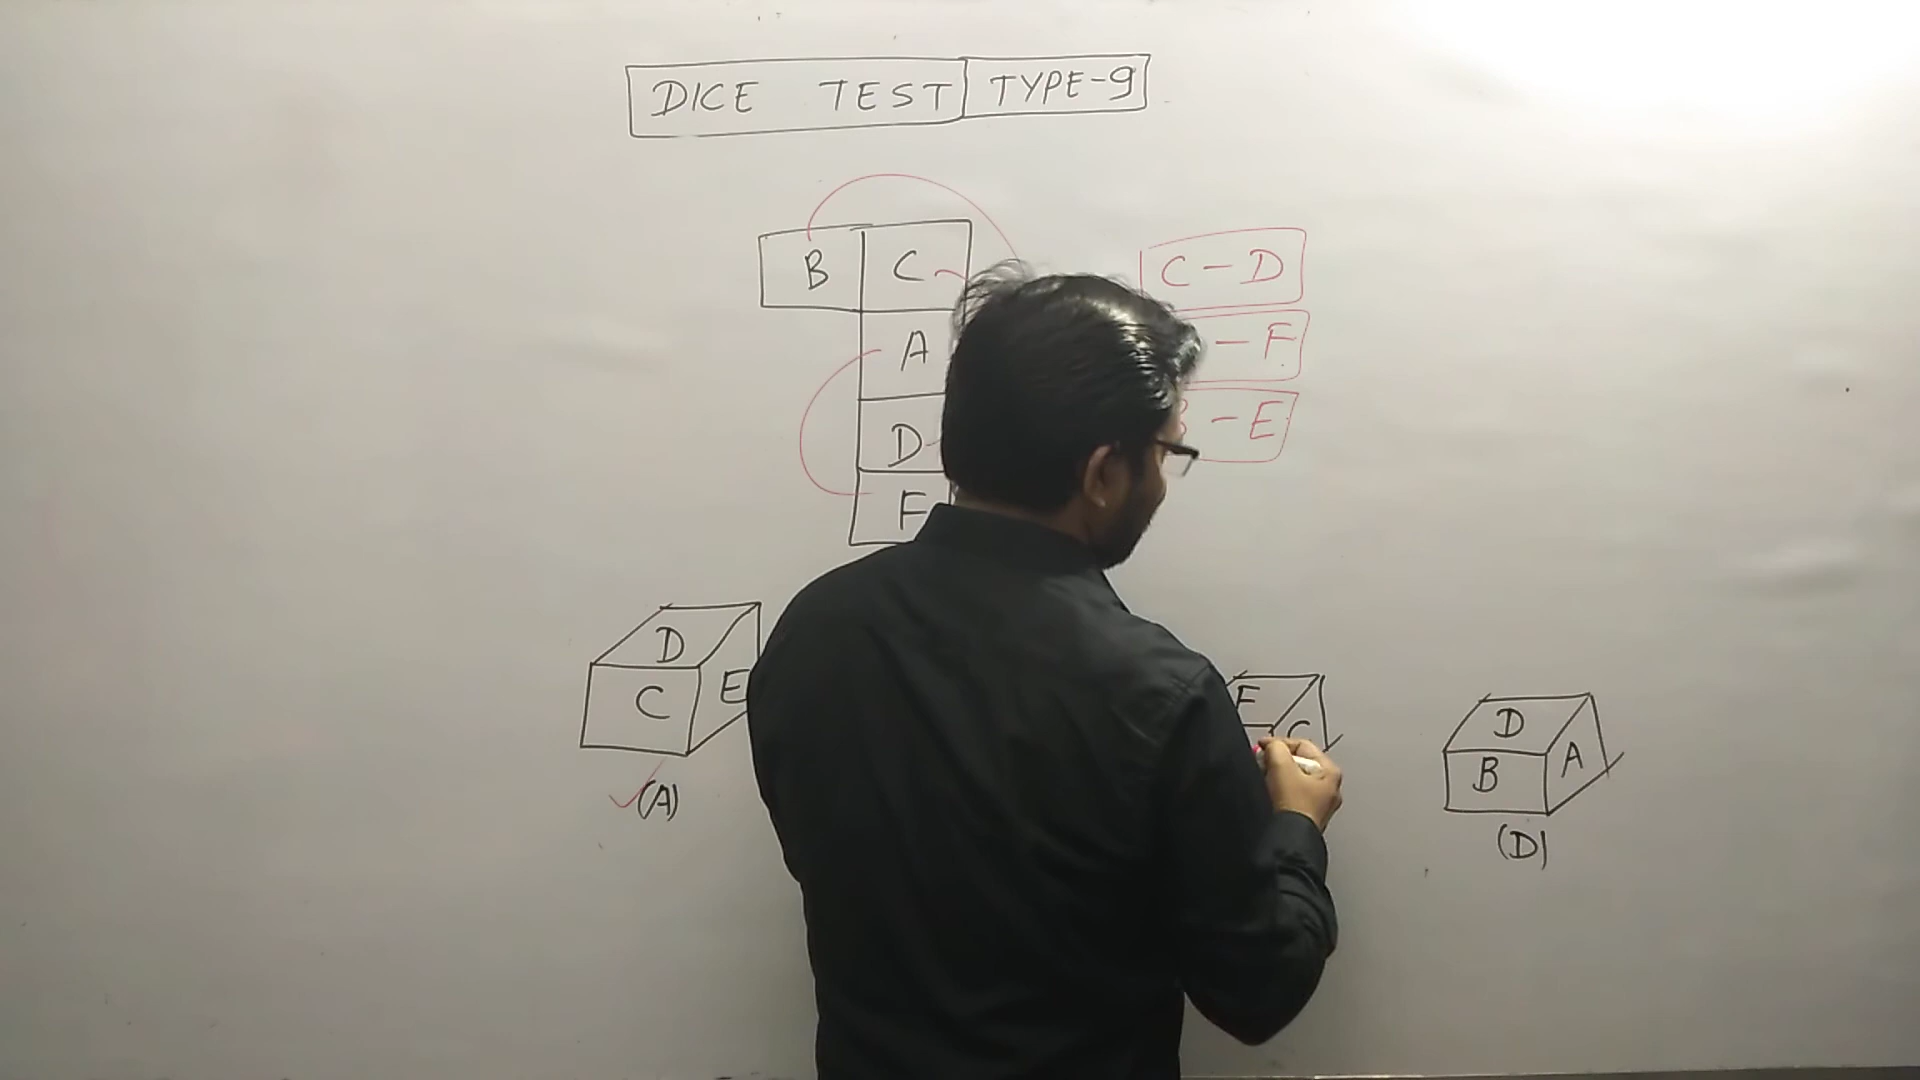 DICE TEST TYPE-9
B C C - D
A - F
D - E
F
D
C E
(A)
F
C
D
B A
(D)